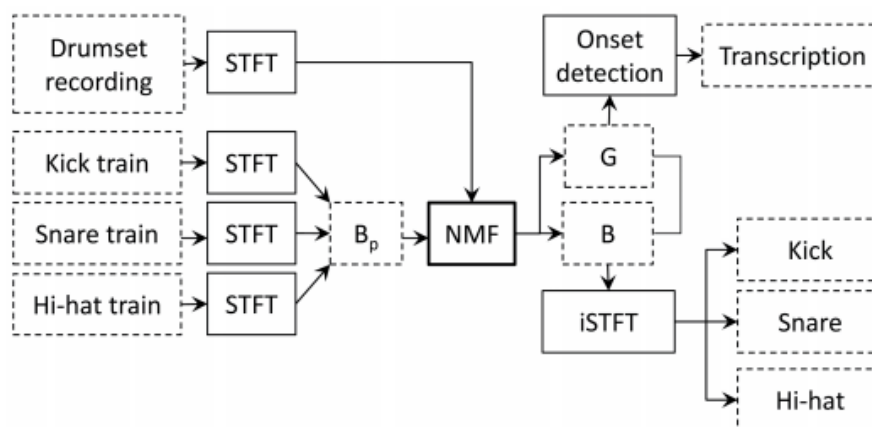 Drumset
recording
STFT
Onset
detection
Transcription
Kick train
STFT
G
Snare train
STFT
B_p
NMF
B
Kick
Hi-hat train
STFT
iSTFT
Snare
Hi-hat